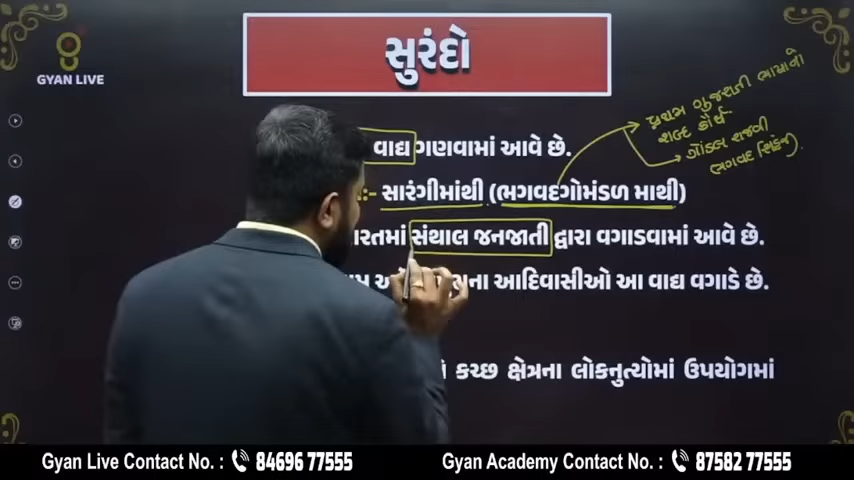 GYAN LIVE
સુરંદો
વાદ્ય ગણવામાં આવે છે.
પ્રથમ ગુજરાતી ભાષાનો
શબ્દ કોર્ષ
ગોંડલ રાજવી
ભગવદ સિંહજી
:- સારંગીમાંથી (ભગવદગોમંડળ માથી)
સંથાલ જનજાતી દ્વારા વગાડવામાં આવે છે.
આદિવાસીઓ આ વાદ્ય વગાડે છે.
કચ્છ ક્ષેત્રના લોકનુત્યોમાં ઉપયોગમાં
Gyan Live Contact No. : 84696 77555
Gyan Academy Contact No. : 87582 77555